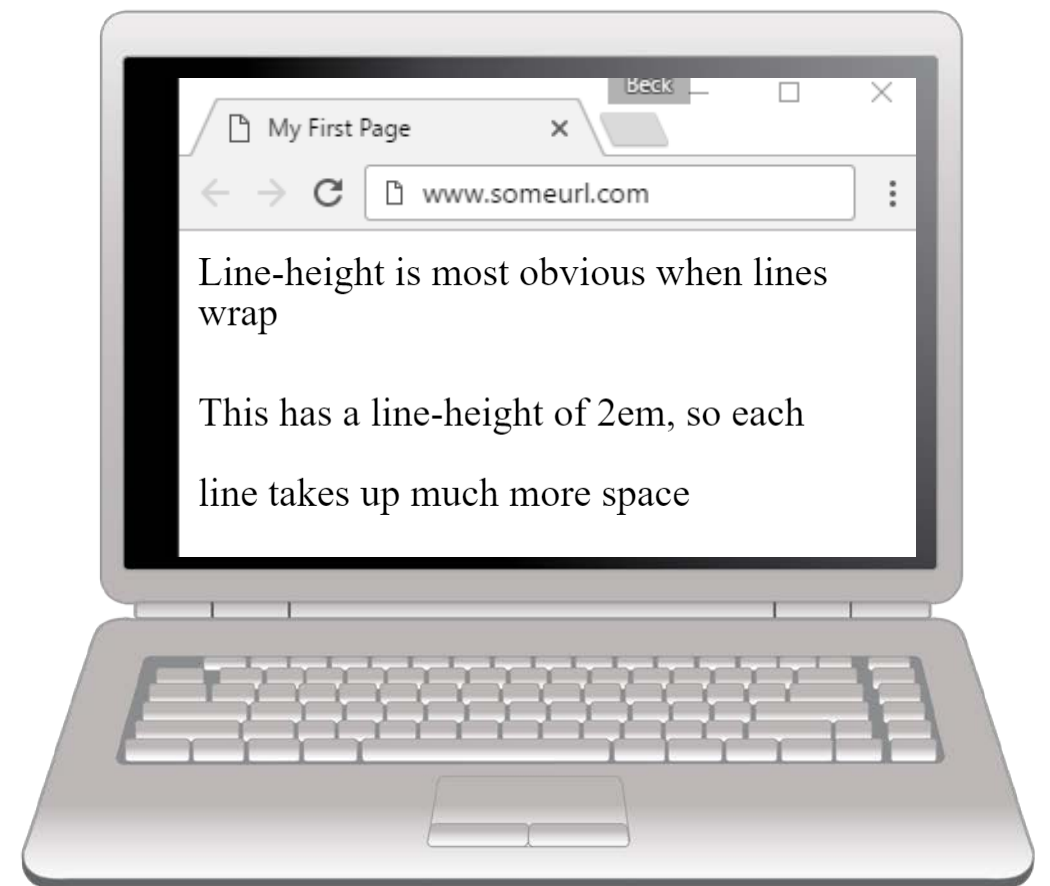 Beck
My First Page
www.someurl.com
Line-height is most obvious when lines
wrap
This has a line-height of 2em, so each
line takes up much more space